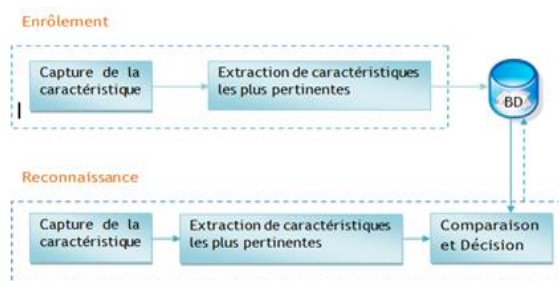 Enrôlement
Capture de la
caractéristique
Extraction de caractéristiques
les plus pertinentes
BD
Reconnaissance
Capture de la
caractéristique
Extraction de caractéristiques
les plus pertinentes
Comparaison
et Décision